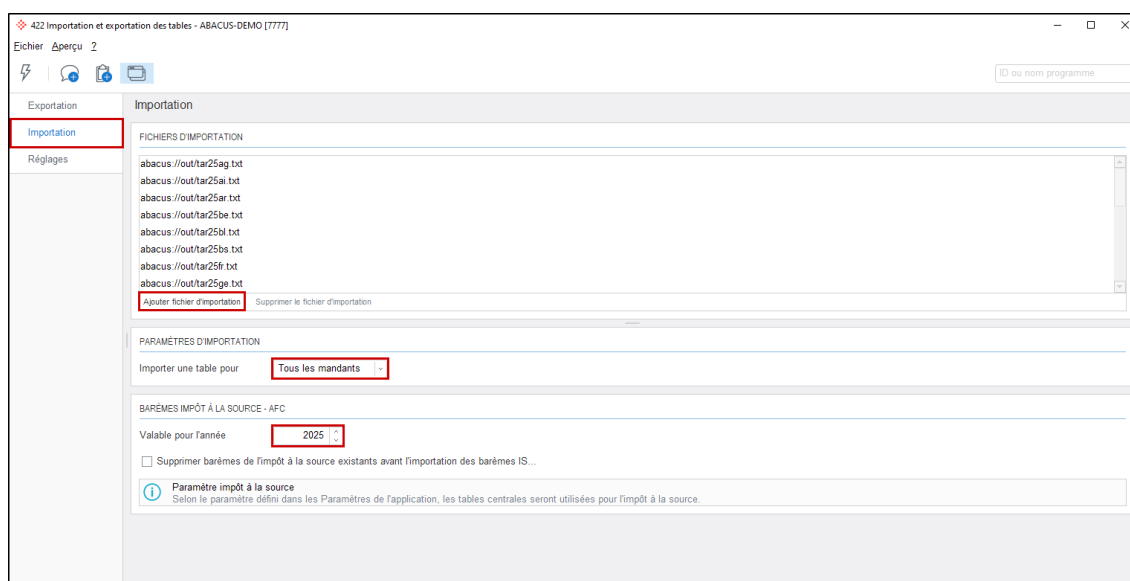 422 Importation et exportation des tables - ABACUS-DEMO [7777]
Fichier Aperçu ?
ID ou nom programme
Exportation
Importation
Réglages
Importation
FICHIERS D'IMPORTATION
abacus://out/tar25ag.txt
abacus://out/tar25ai.txt
abacus://out/tar25ar.txt
abacus://out/tar25be.txt
abacus://out/tar25bl.txt
abacus://out/tar25bs.txt
abacus://out/tar25fr.txt
abacus://out/tar25ge.txt
Ajouter fichier d'importation Supprimer le fichier d'importation
PARAMÈTRES D'IMPORTATION
Importer une table pour Tous les mandants
BARÈMES IMPÔT À LA SOURCE - AFC
Valable pour l'année 2025
Supprimer barèmes de l'impôt à la source existants avant l'importation des barèmes IS...
Paramètre impôt à la source
Selon le paramètre défini dans les Paramètres de l'application, les tables centrales seront utilisées pour l'impôt à la source.